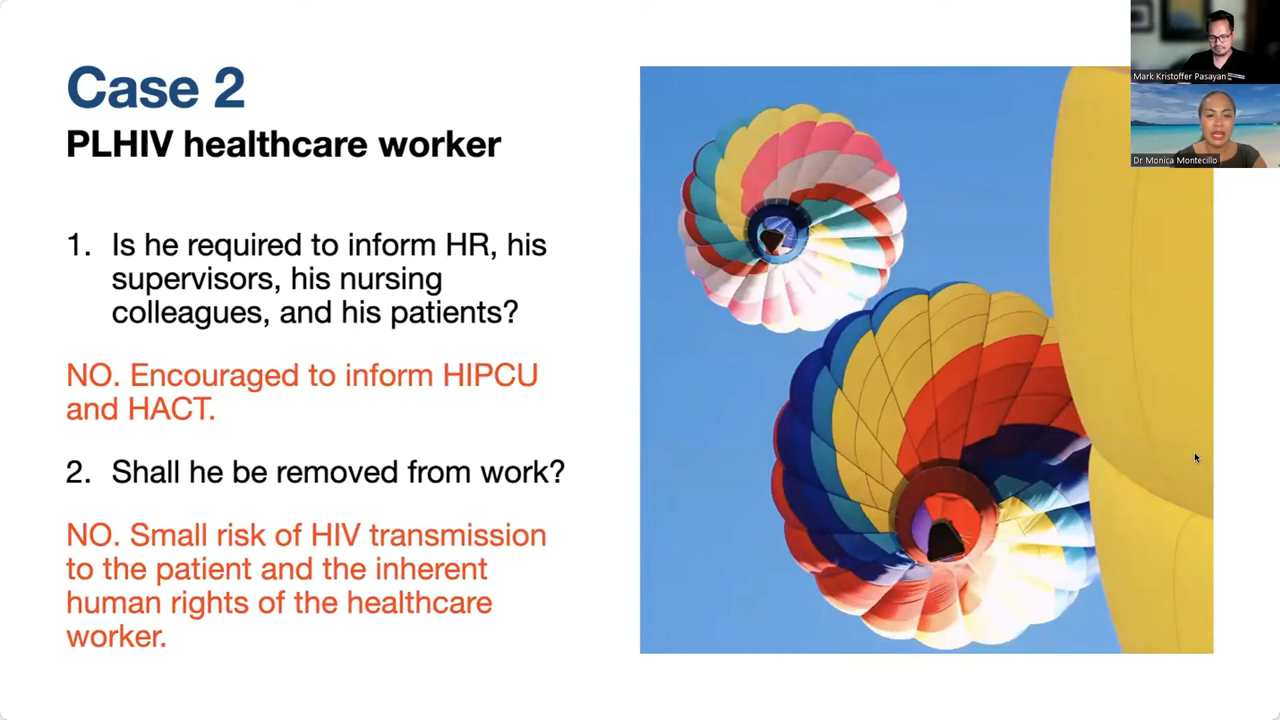 Case 2
PLHIV healthcare worker
1. Is he required to inform HR, his
supervisors, his nursing
colleagues, and his patients?
NO. Encouraged to inform HIPCU
and HACT.
2. Shall he be removed from work?
NO. Small risk of HIV transmission
to the patient and the inherent
human rights of the healthcare
worker.
Mark Kristoffer Pasayan
Dr Monica Montecillo